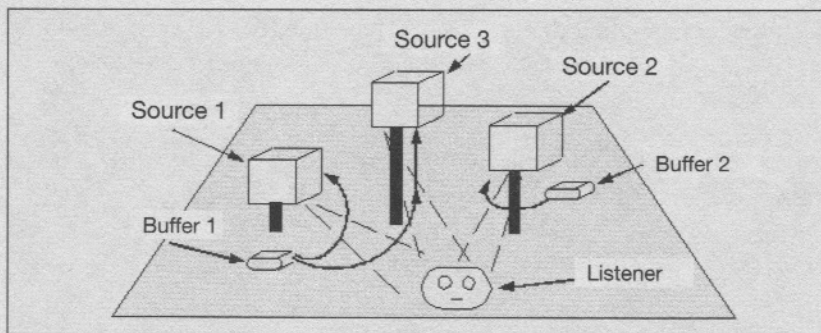 Source 3
Source 2
Source 1
Buffer 2
Buffer 1
Listener